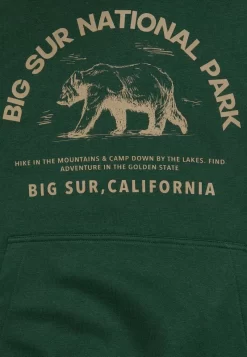 BIG SUR NATIONAL PARK
HIKE IN THE MOUNTAINS & CAMP DOWN BY THE LAKES. FIND
ADVENTURE IN THE GOLDEN STATE
BIG SUR,CALIFORNIA